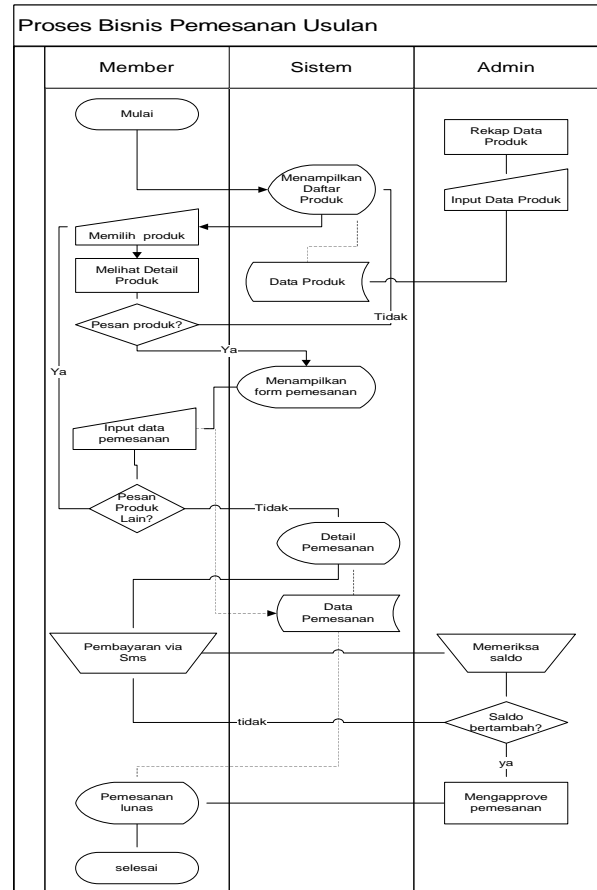 Proses Bisnis Pemesanan Usulan
Member
Sistem
Admin
Mulai
Rekap Data
Produk
Menampilkan
Daftar
Produk
Input Data Produk
Memilih produk
Melihat Detail
Produk
Data Produk
Pesan produk?
Tidak
Ya
Ya
Menampilkan
form pemesanan
Input data
pemesanan
Pesan
Produk
Lain?
Tidak
Detail
Pemesanan
Data
Pemesanan
Pembayaran via
Sms
Memeriksa
saldo
tidak
Saldo
bertambah?
ya
Pemesanan
lunas
Mengapprove
pemesanan
selesai